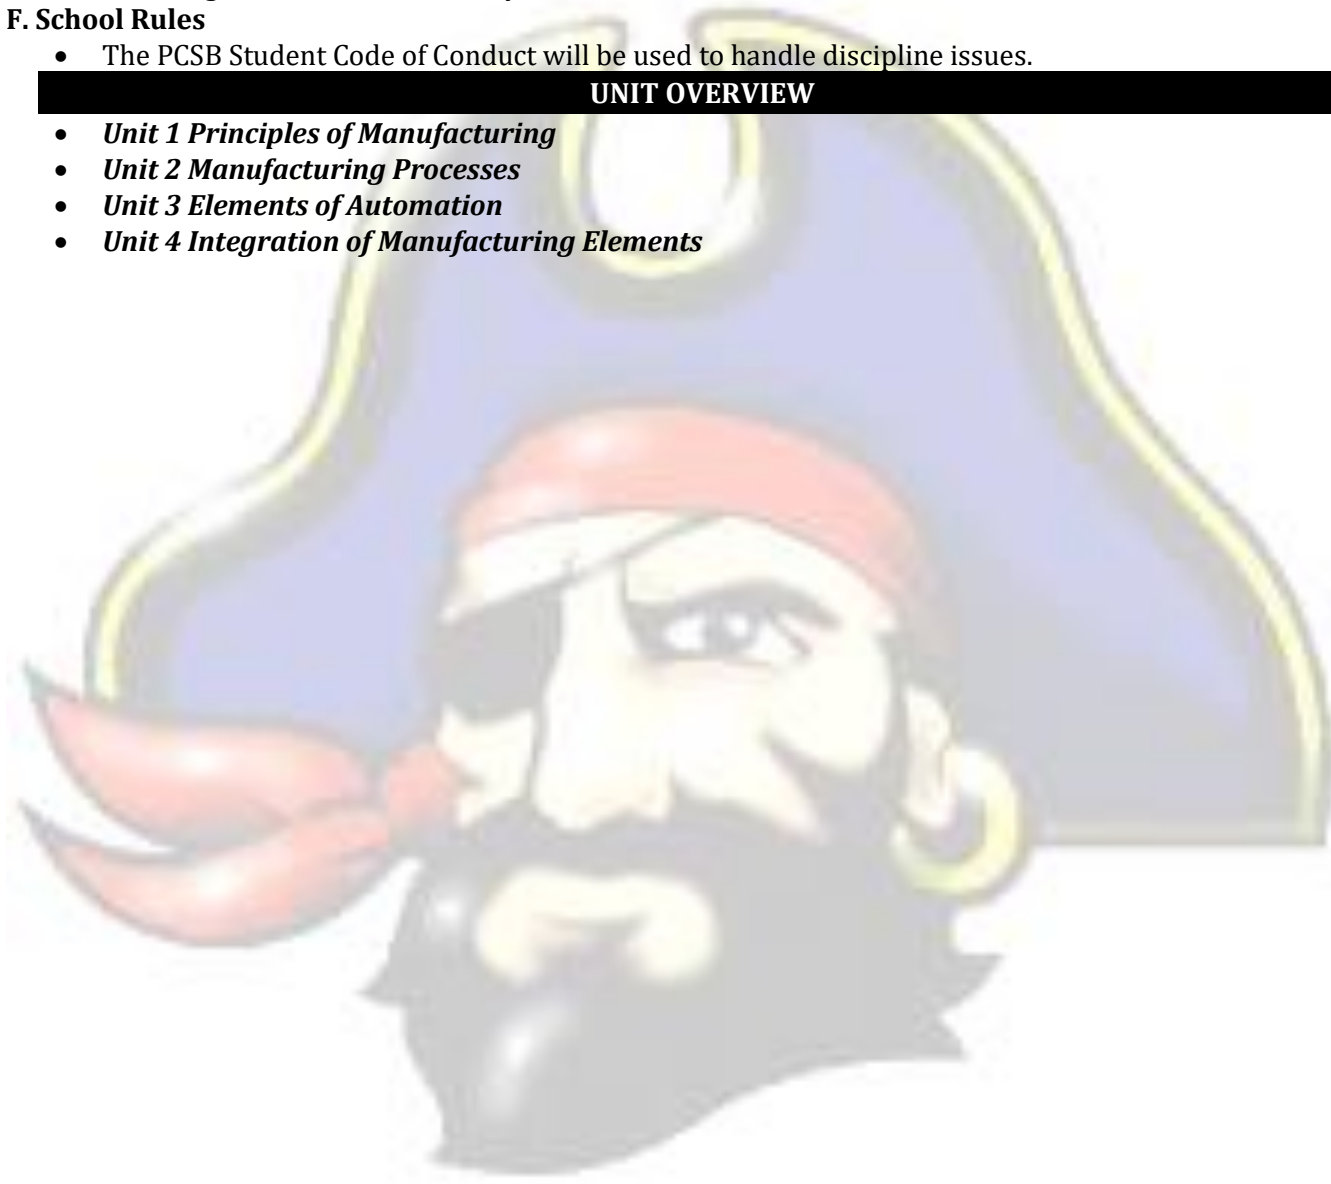 F. School Rules
• The PCSB Student Code of Conduct will be used to handle discipline issues.
UNIT OVERVIEW
• Unit 1 Principles of Manufacturing
• Unit 2 Manufacturing Processes
• Unit 3 Elements of Automation
• Unit 4 Integration of Manufacturing Elements